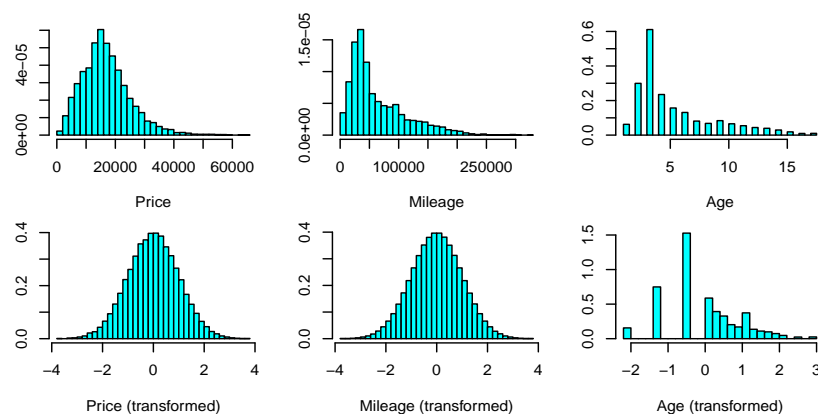 0e+00 4e-05
0 20000 40000 60000
Price
0.0e+00 1.5e-05
0 100000 250000
Mileage
0.0 0.2 0.4 0.6
5 10 15
Age
0.0 0.2 0.4
−4 −2 0 2 4
Price (transformed)
0.0 0.2 0.4
−4 −2 0 2 4
Mileage (transformed)
0.0 0.5 1.0 1.5
−2 −1 0 1 2 3
Age (transformed)